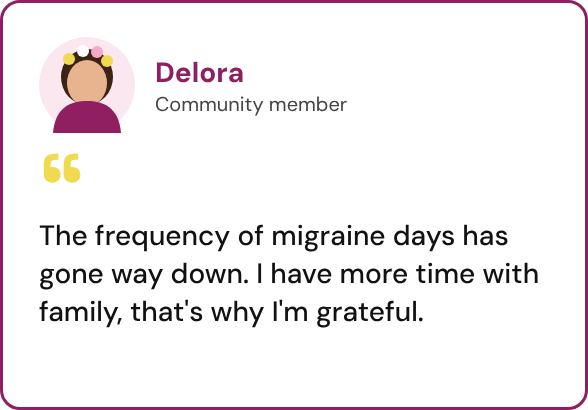 Delora
Community member
“
The frequency of migraine days has
gone way down. I have more time with
family, that's why I'm grateful.